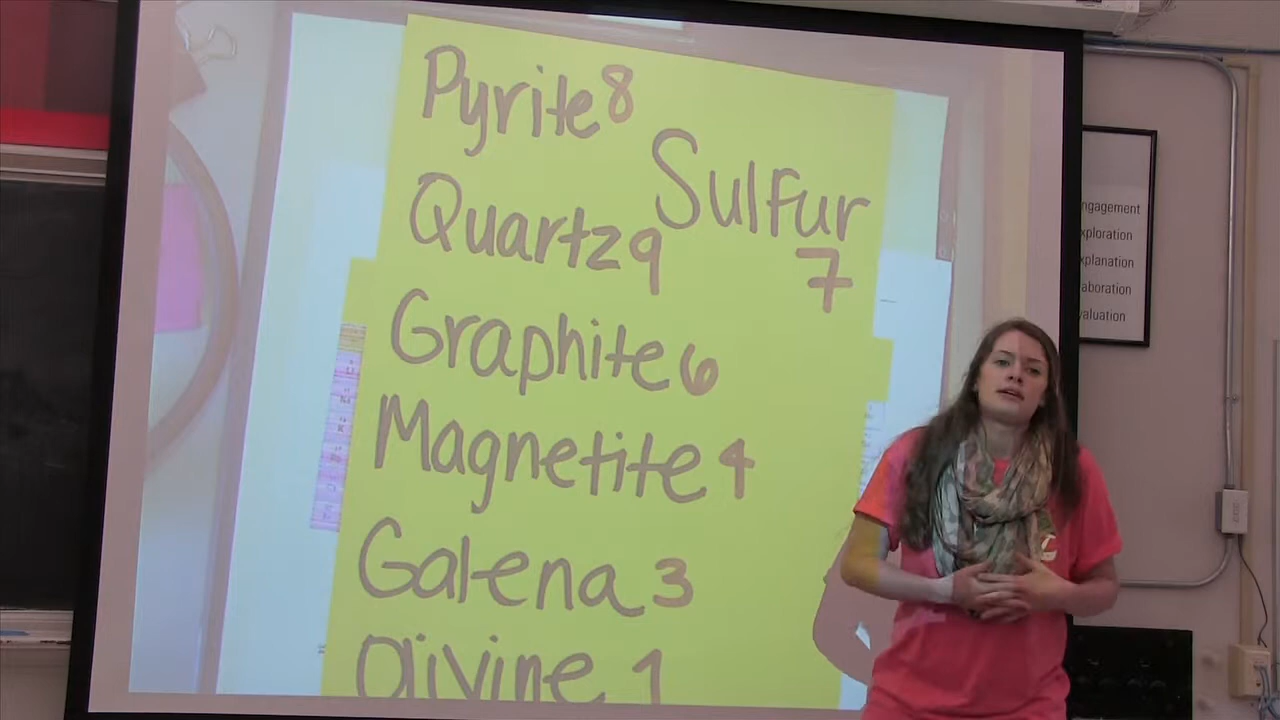 Pyrite 8
Sulfur
7
Quartz 9
Graphite 6
Magnetite 4
Galena 3
Olivine 1
ngagement
xploration
xplanation
aboration
valuation